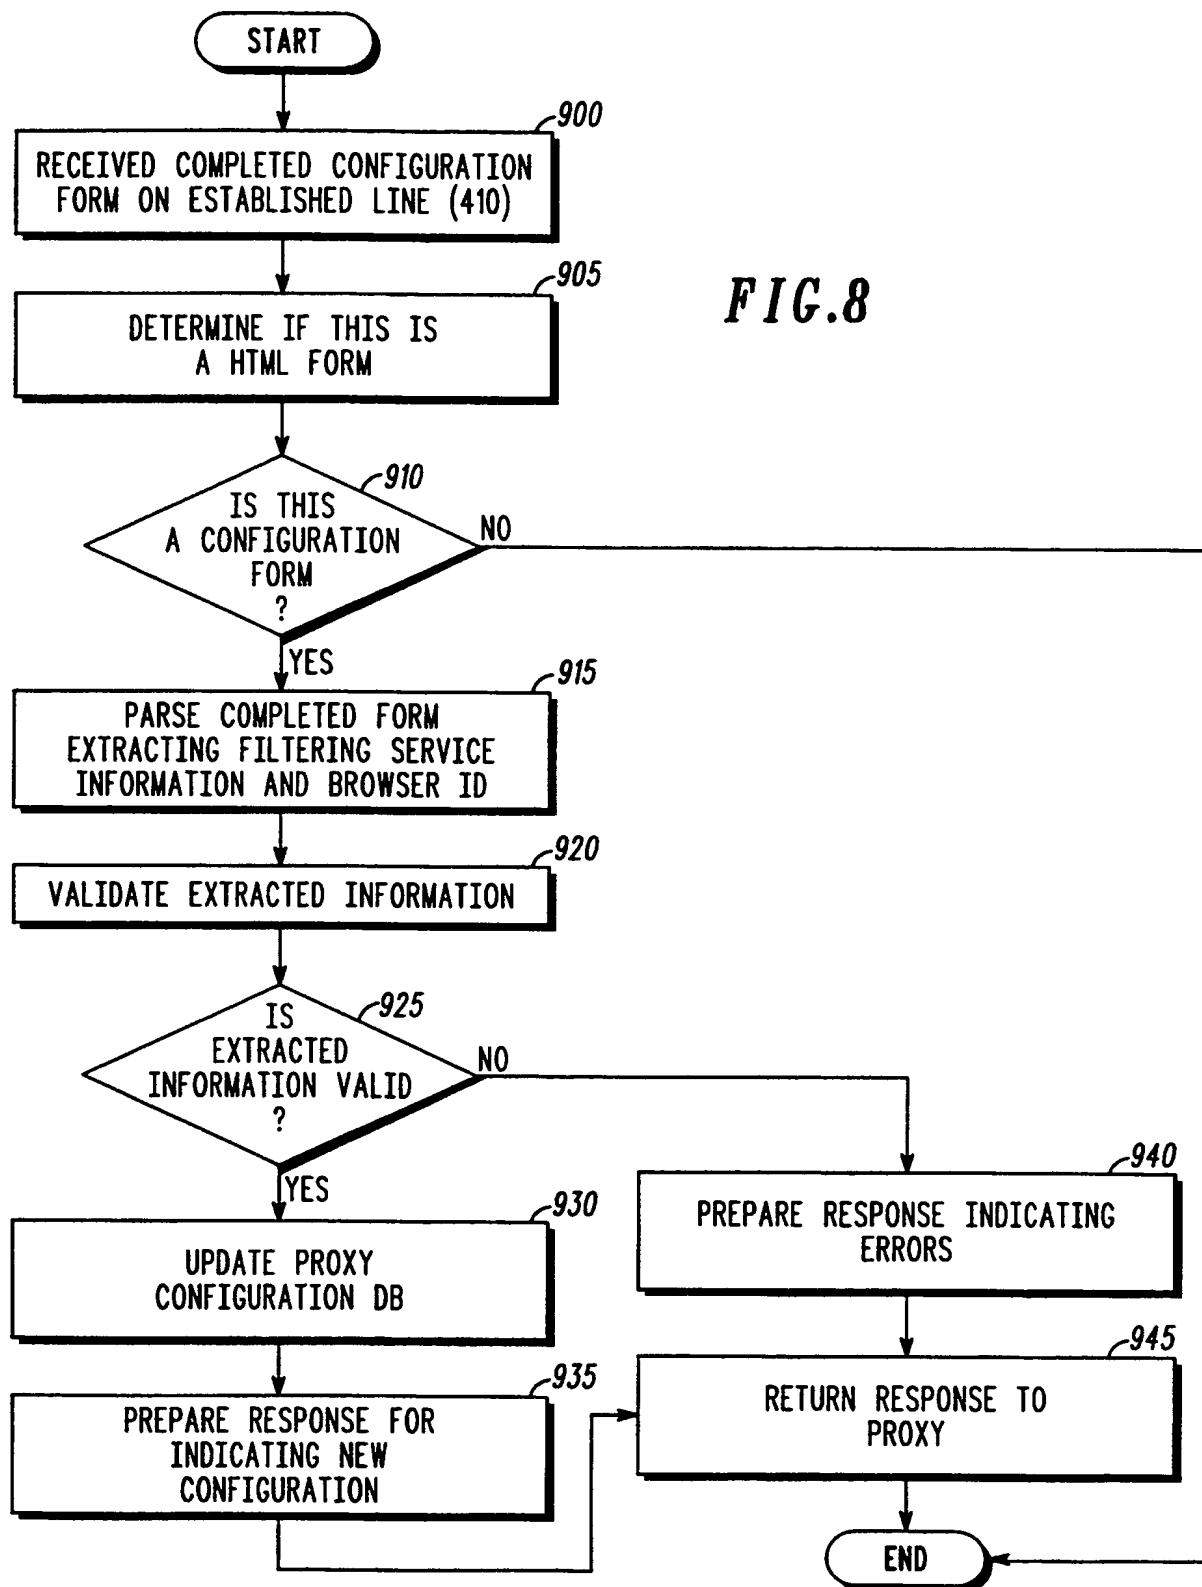 START
900
RECEIVED COMPLETED CONFIGURATION
FORM ON ESTABLISHED LINE (410)
905
DETERMINE IF THIS IS
A HTML FORM
FIG.8
910
IS THIS
A CONFIGURATION
FORM
?
NO
YES
915
PARSE COMPLETED FORM
EXTRACTING FILTERING SERVICE
INFORMATION AND BROWSER ID
920
VALIDATE EXTRACTED INFORMATION
925
IS
EXTRACTED
INFORMATION VALID
?
NO
YES
930
UPDATE PROXY
CONFIGURATION DB
935
PREPARE RESPONSE FOR
INDICATING NEW
CONFIGURATION
940
PREPARE RESPONSE INDICATING
ERRORS
945
RETURN RESPONSE TO
PROXY
END